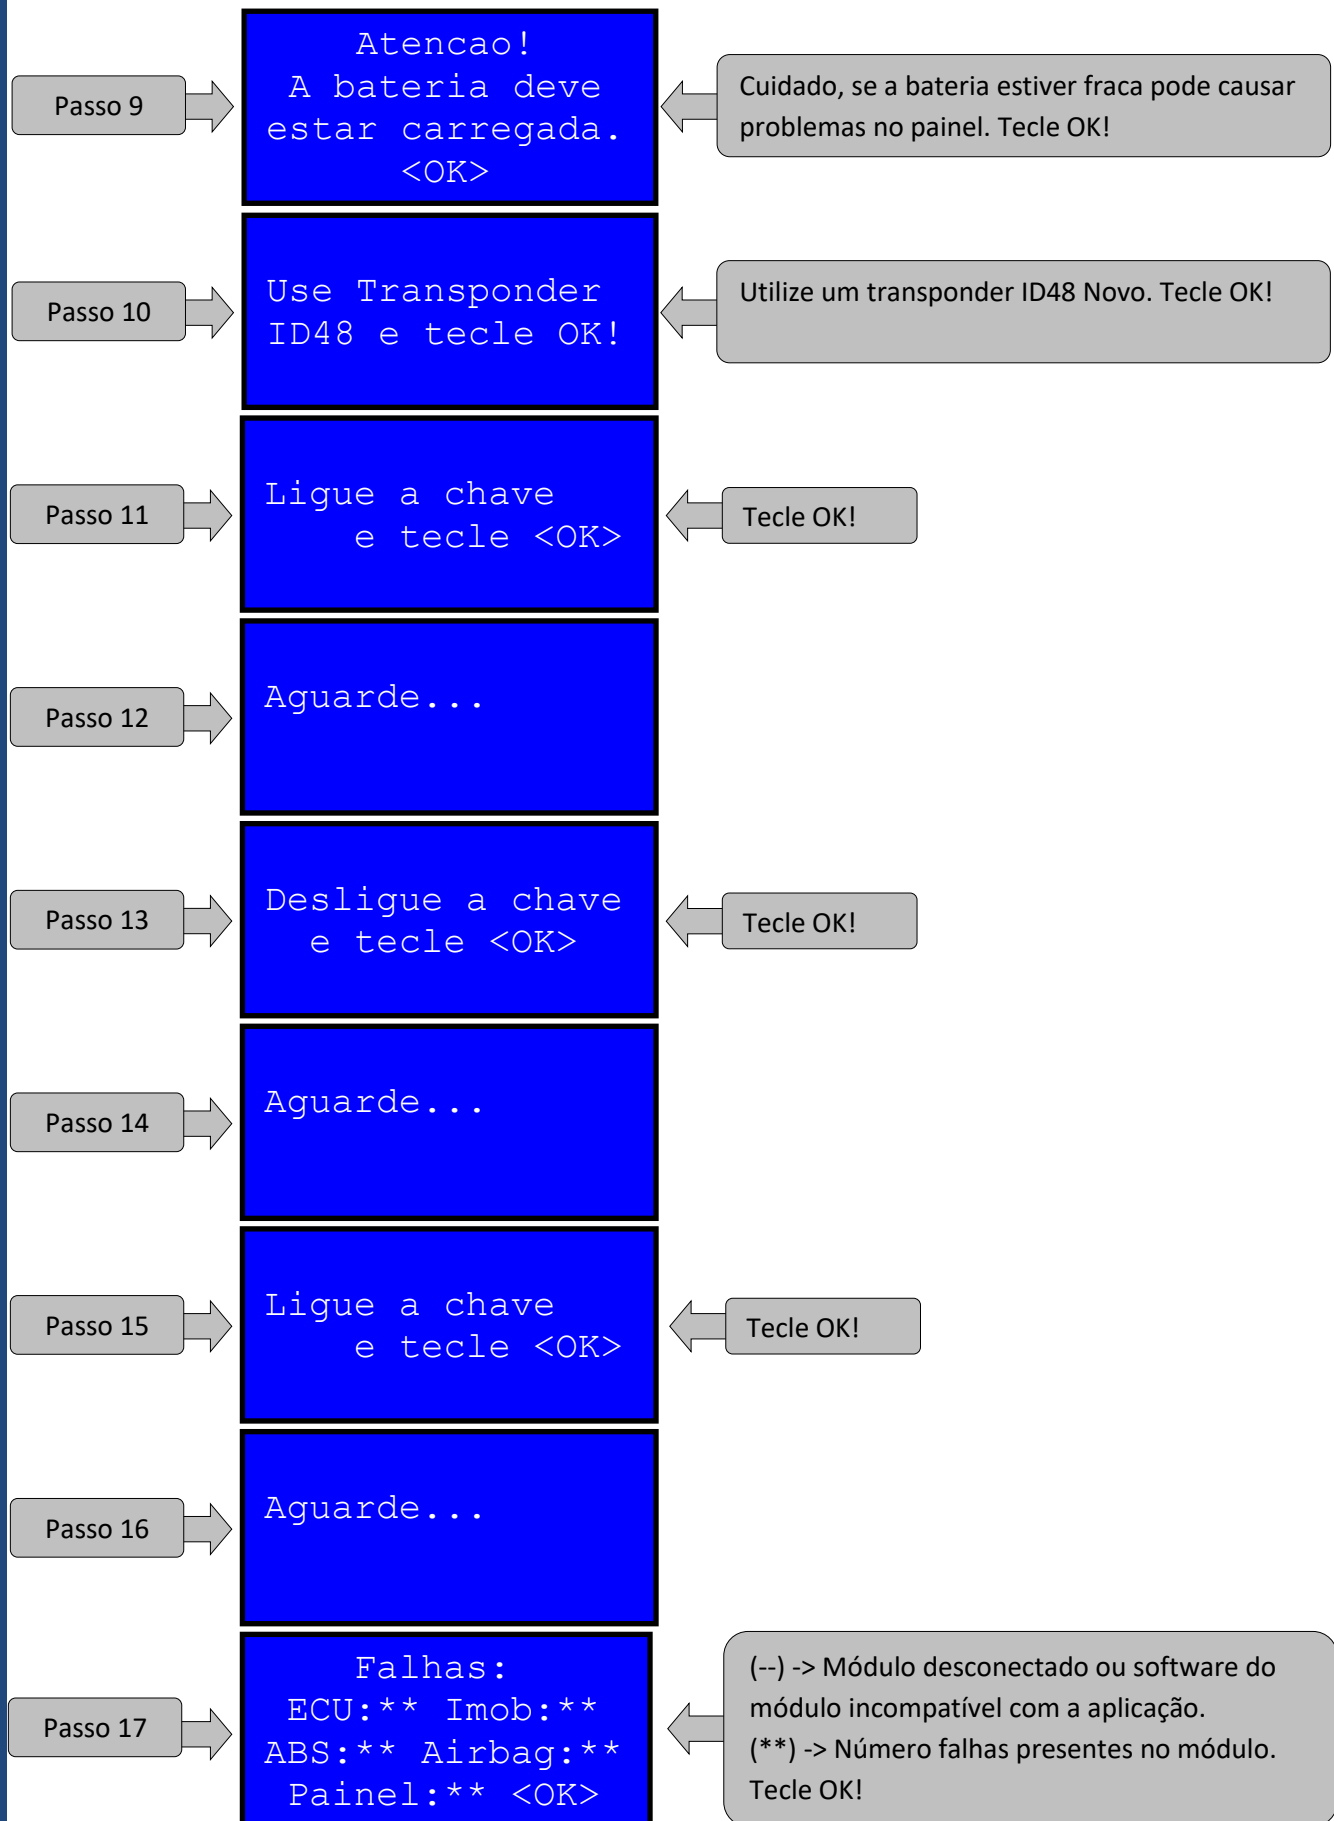 Passo 9
Atencao!
A bateria deve
estar carregada.
<OK>
Cuidado, se a bateria estiver fraca pode causar
problemas no painel. Tecle OK!
Passo 10
Use Transponder
ID48 e tecle OK!
Utilize um transponder ID48 Novo. Tecle OK!
Passo 11
Ligue a chave
e tecle <OK>
Tecle OK!
Passo 12
Aguarde...
Passo 13
Desligue a chave
e tecle <OK>
Tecle OK!
Passo 14
Aguarde...
Passo 15
Ligue a chave
e tecle <OK>
Tecle OK!
Passo 16
Aguarde...
Passo 17
Falhas:
ECU:** Imob:**
ABS:** Airbag:**
Painel:** <OK>
(--) -> Módulo desconectado ou software do
módulo incompatível com a aplicação.
(**) -> Número falhas presentes no módulo.
Tecle OK!